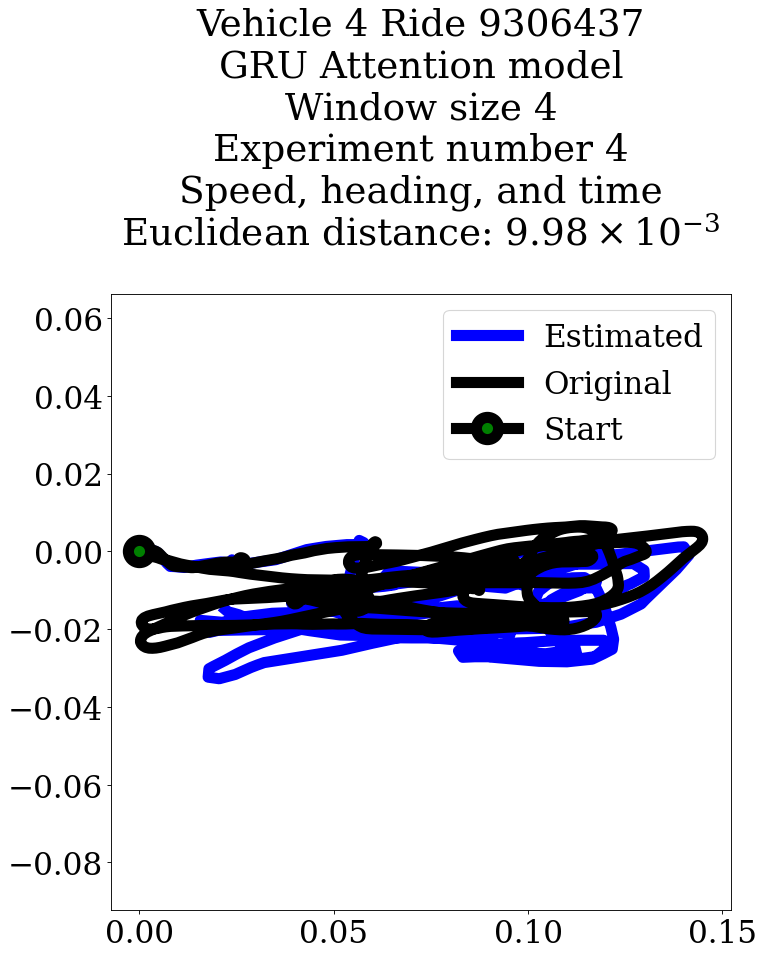 Vehicle 4 Ride 9306437
GRU Attention model
Window size 4
Experiment number 4
Speed, heading, and time
Euclidean distance: 9.98 × 10⁻³
Estimated
Original
Start
0.06
0.04
0.02
0.00
−0.02
−0.04
−0.06
−0.08
0.00 0.05 0.10 0.15